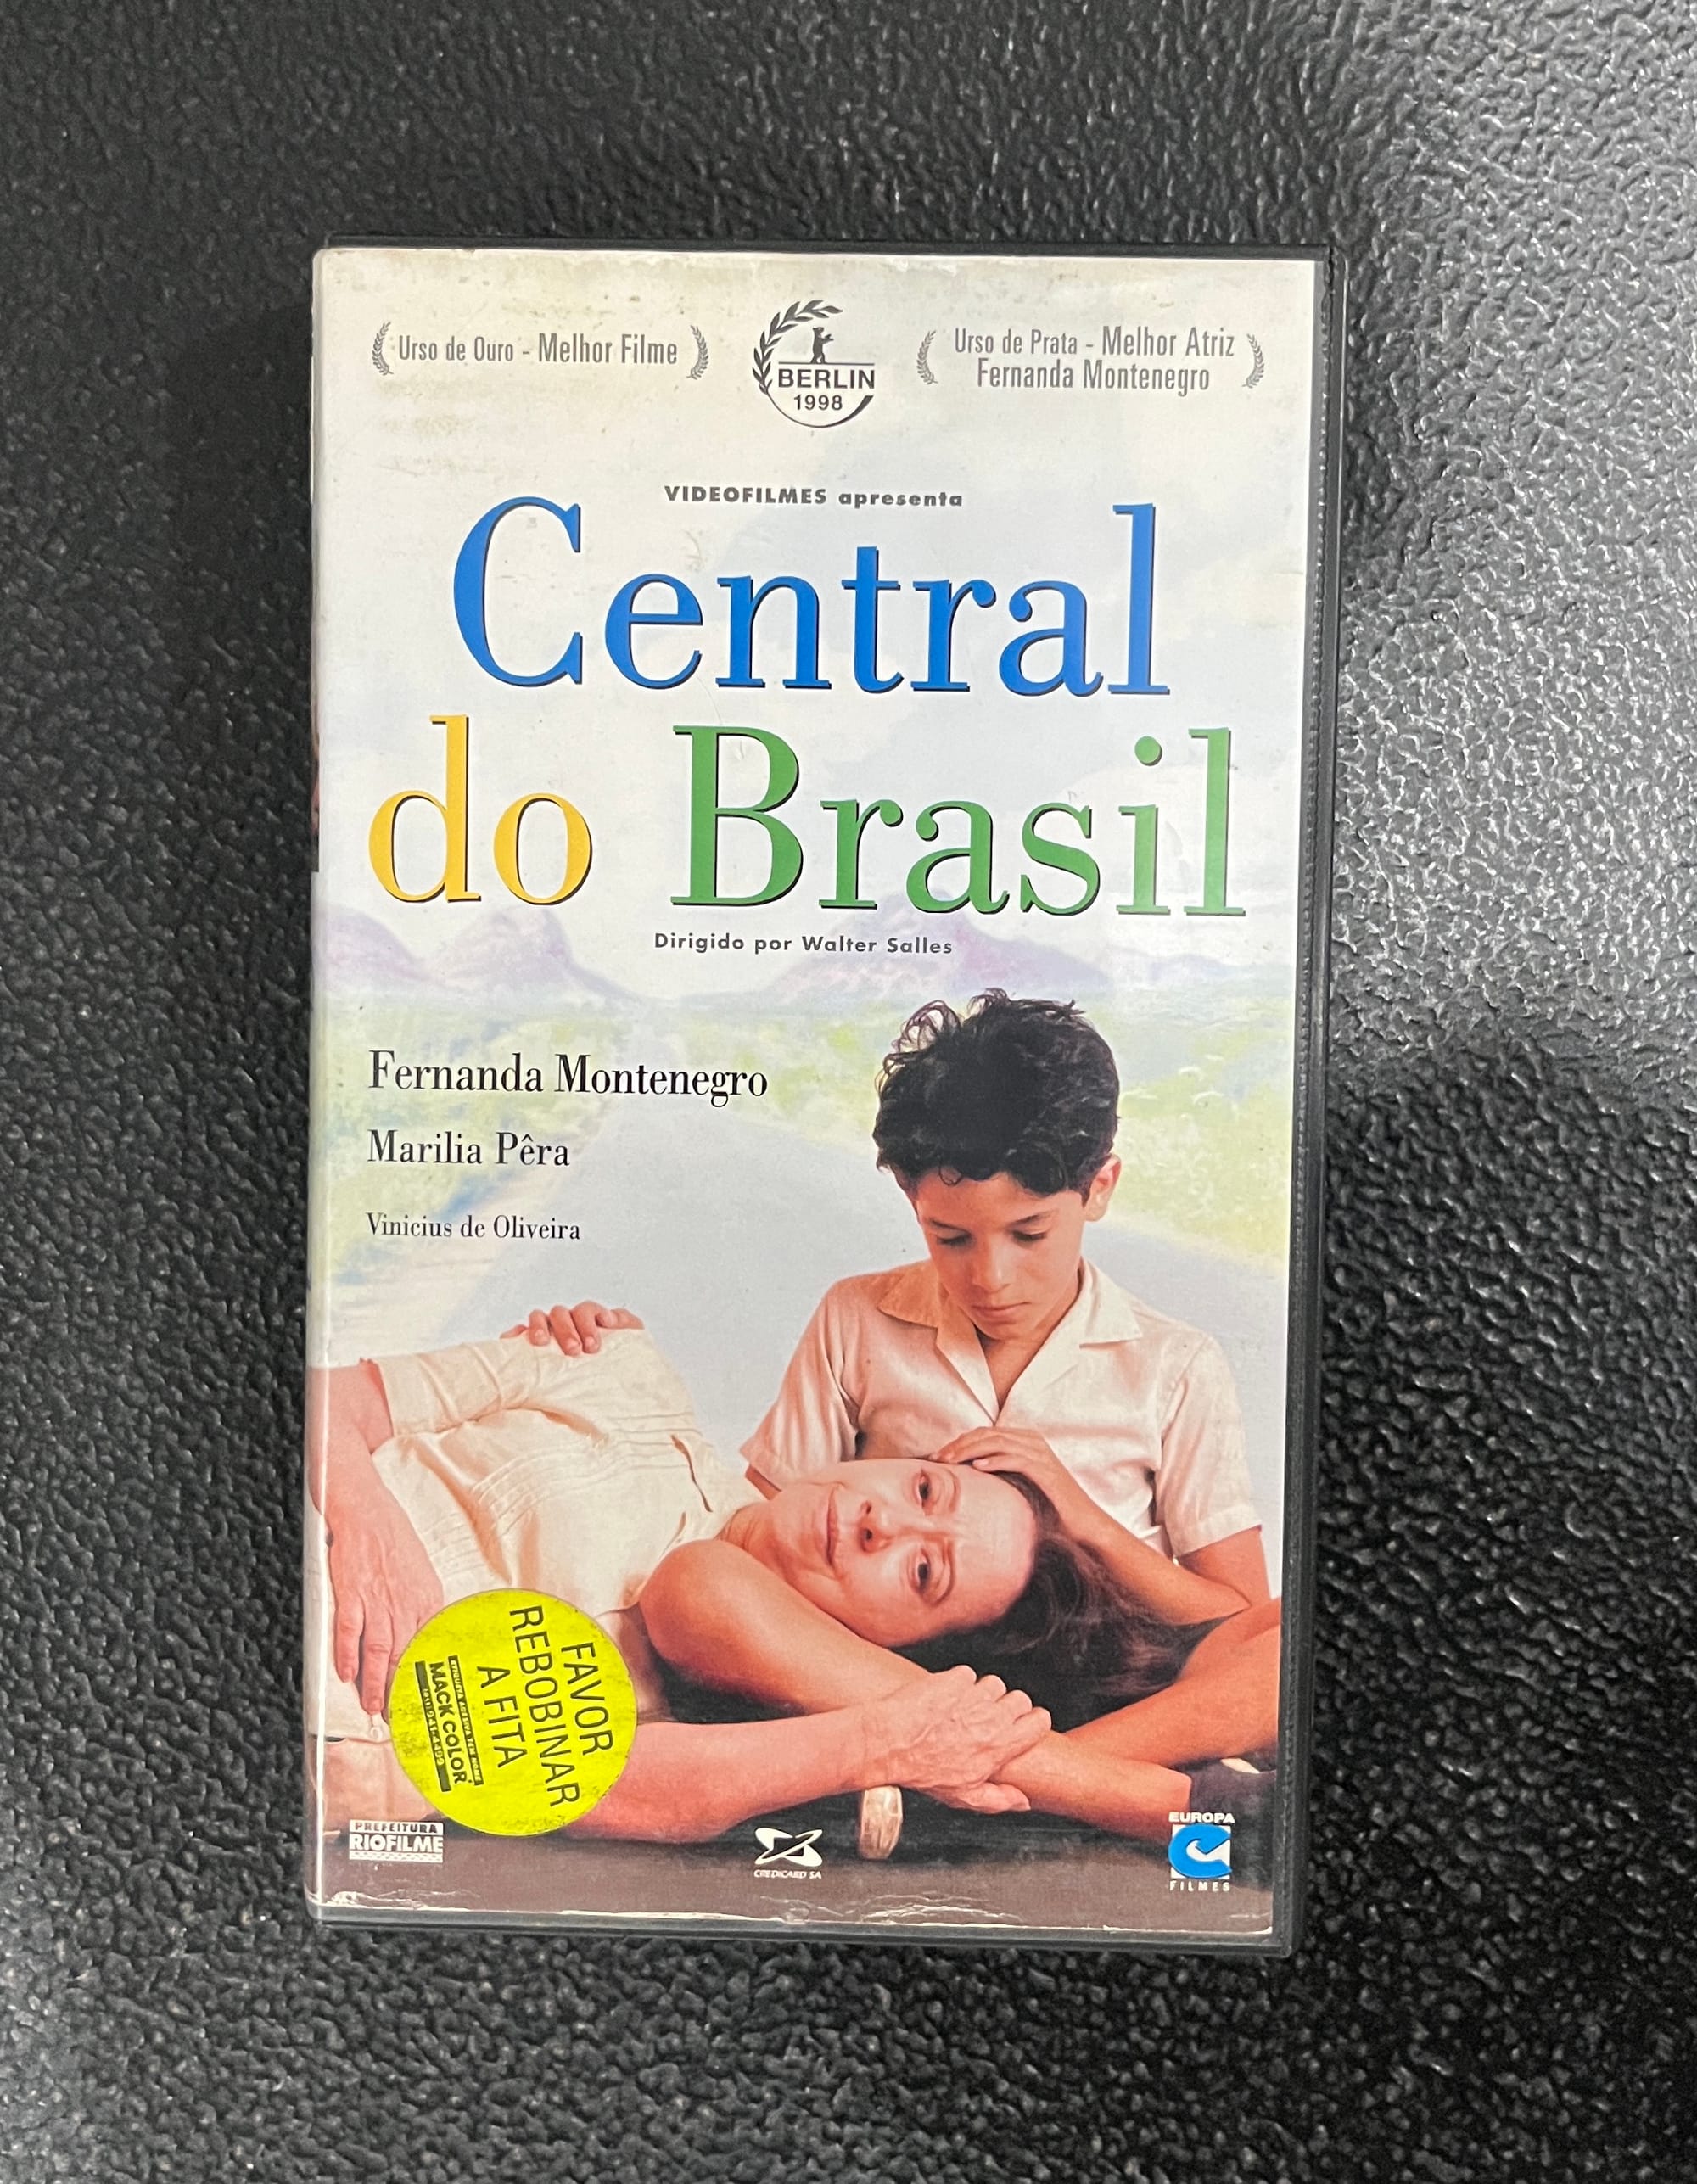 Urso de Ouro - Melhor Filme
BERLIN
1998
Urso de Prata - Melhor Atriz
Fernanda Montenegro
VIDEOFILMES apresenta
Central
do Brasil
Dirigido por Walter Salles
Fernanda Montenegro
Marilia Pêra
Vinicius de Oliveira
FAVOR
REBOBINAR
A FITA
MACK COLOR
PREFEITURA
RIOFILME
CREDICARD SA
EUROPA
FILMES